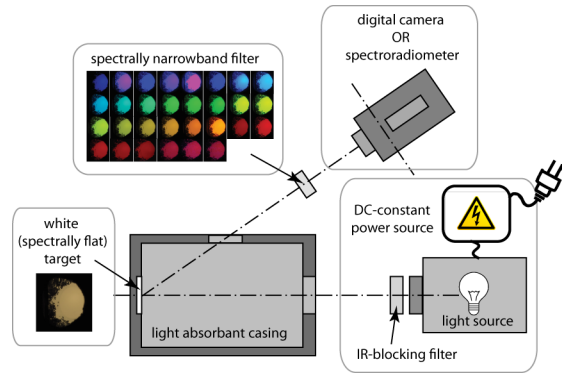 digital camera
OR
spectroradiometer
spectrally narrowband filter
white
(spectrally flat)
target
DC-constant
power source
light absorbant casing
light source
IR-blocking filter